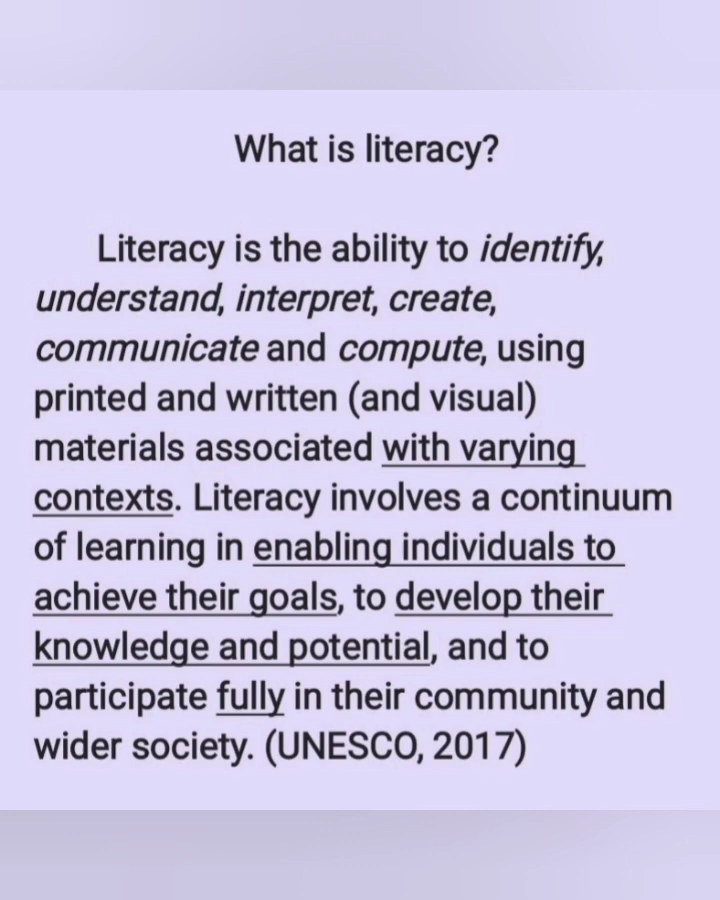 What is literacy?
Literacy is the ability to identify,
understand, interpret, create,
communicate and compute, using
printed and written (and visual)
materials associated with varying
contexts. Literacy involves a continuum
of learning in enabling individuals to
achieve their goals, to develop their
knowledge and potential, and to
participate fully in their community and
wider society. (UNESCO, 2017)